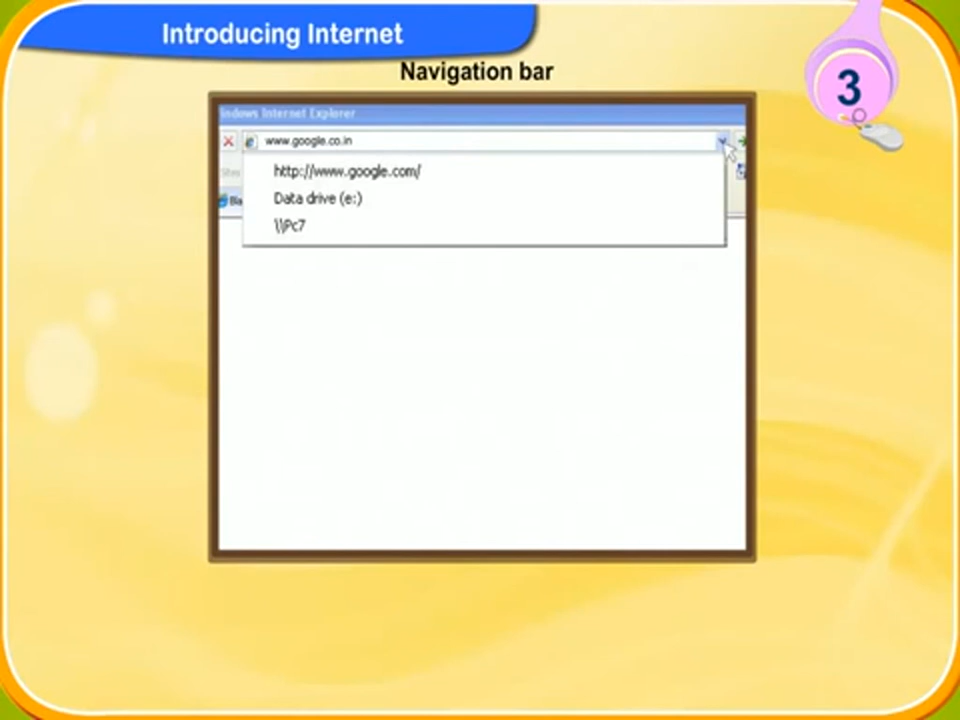 Introducing Internet
3
Navigation bar
indows Internet Explorer
www.google.co.in
http://www.google.com/
Data drive (e:)
\\Pc7